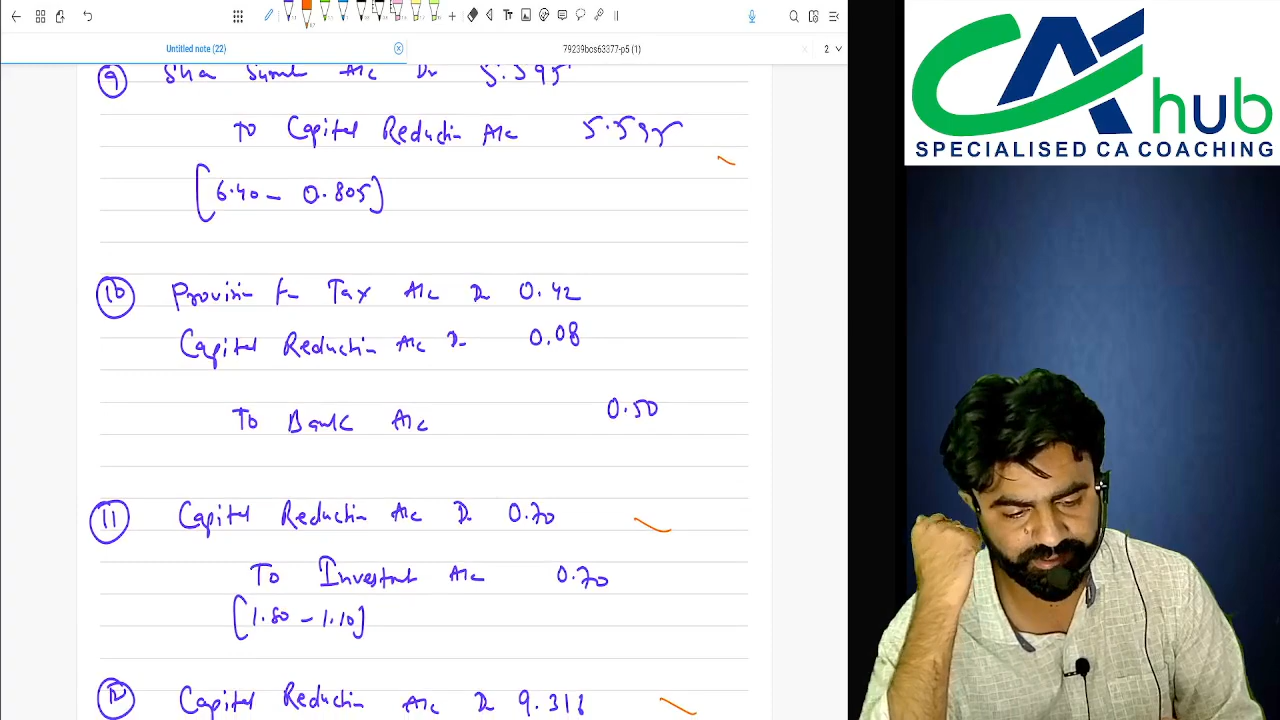 Untitled note (22)
79239bos63377-p5 (1)
2
CA hub
SPECIALISED CA COACHING
9 Sha Surrend A/c Dr 5.595
To Capital Reduction A/c 5.595
[6.40 - 0.805]
10 Provision for Tax A/c Dr 0.42
Capital Reduction A/c Dr 0.08
To Bank A/c 0.50
11 Capital Reduction A/c Dr 0.70
To Investment A/c 0.70
[1.80 - 1.10]
12 Capital Reduction A/c Dr 9.318